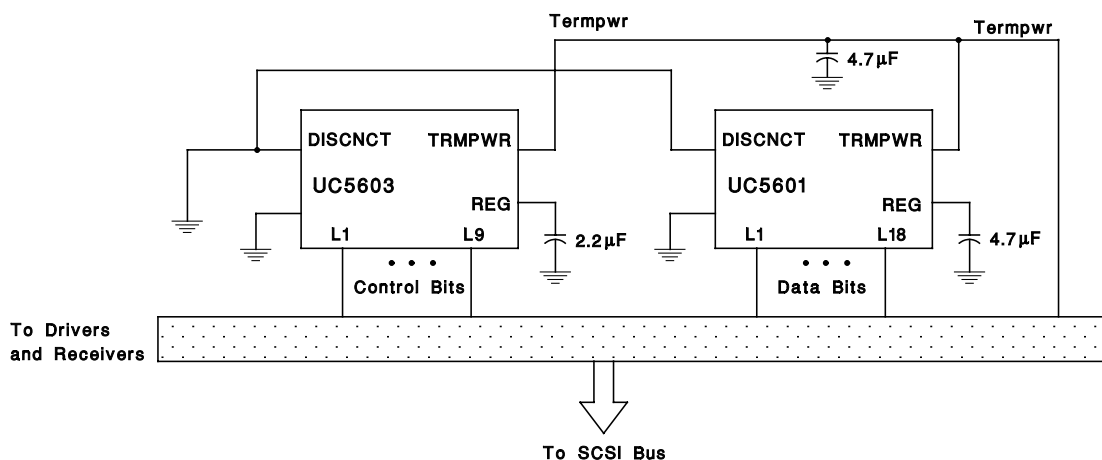 Termpwr
Termpwr
4.7μF
DISCNCT TRMPWR
UC5603
REG
L1 L9
2.2μF
• • •
Control Bits
DISCNCT TRMPWR
UC5601
REG
L1 L18
4.7μF
• • •
Data Bits
To Drivers
and Receivers
To SCSI Bus